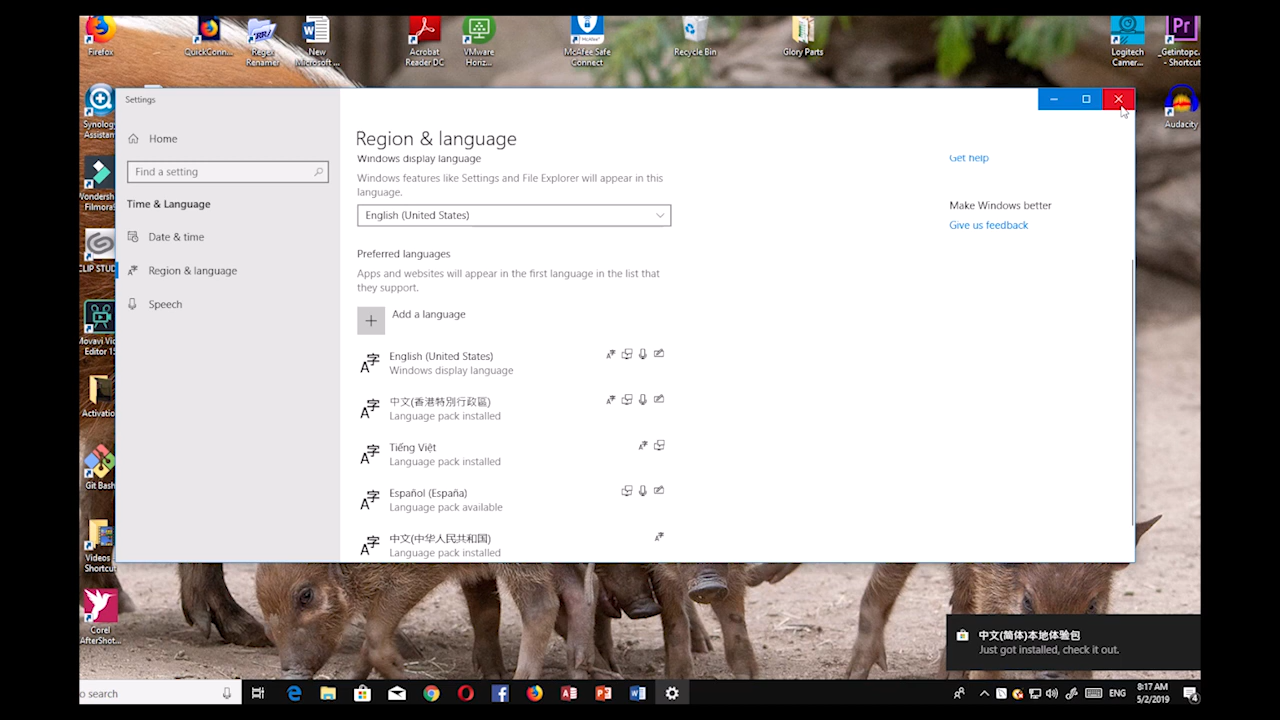 Firefox
QuickConn...
Regex
Renamer
New
Microsoft ...
Acrobat
Reader DC
VMware
Horiz...
McAfee Safe
Connect
Recycle Bin
Glory Parts
Logitech
Camer...
_Getintopc.
- Shortcut
Synology
Assistan
Wondersh
Filmora9
CLIP STUD
Movavi Vid
Editor 15
Activatio
Git Bash
Videos -
Shortcut
Corel
AfterShot...
Audacity
Settings
Home
Find a setting
Time & Language
Date & time
Region & language
Speech
Region & language
Windows display language
Windows features like Settings and File Explorer will appear in this
language.
English (United States)
Preferred languages
Apps and websites will appear in the first language in the list that
they support.
Add a language
English (United States)
Windows display language
中文(香港特別行政區)
Language pack installed
Tiếng Việt
Language pack installed
Español (España)
Language pack available
中文(中华人民共和国)
Language pack installed
Get help
Make Windows better
Give us feedback
中文(简体)本地体验包
Just got installed, check it out.
o search
ENG
8:17 AM
5/2/2019
4